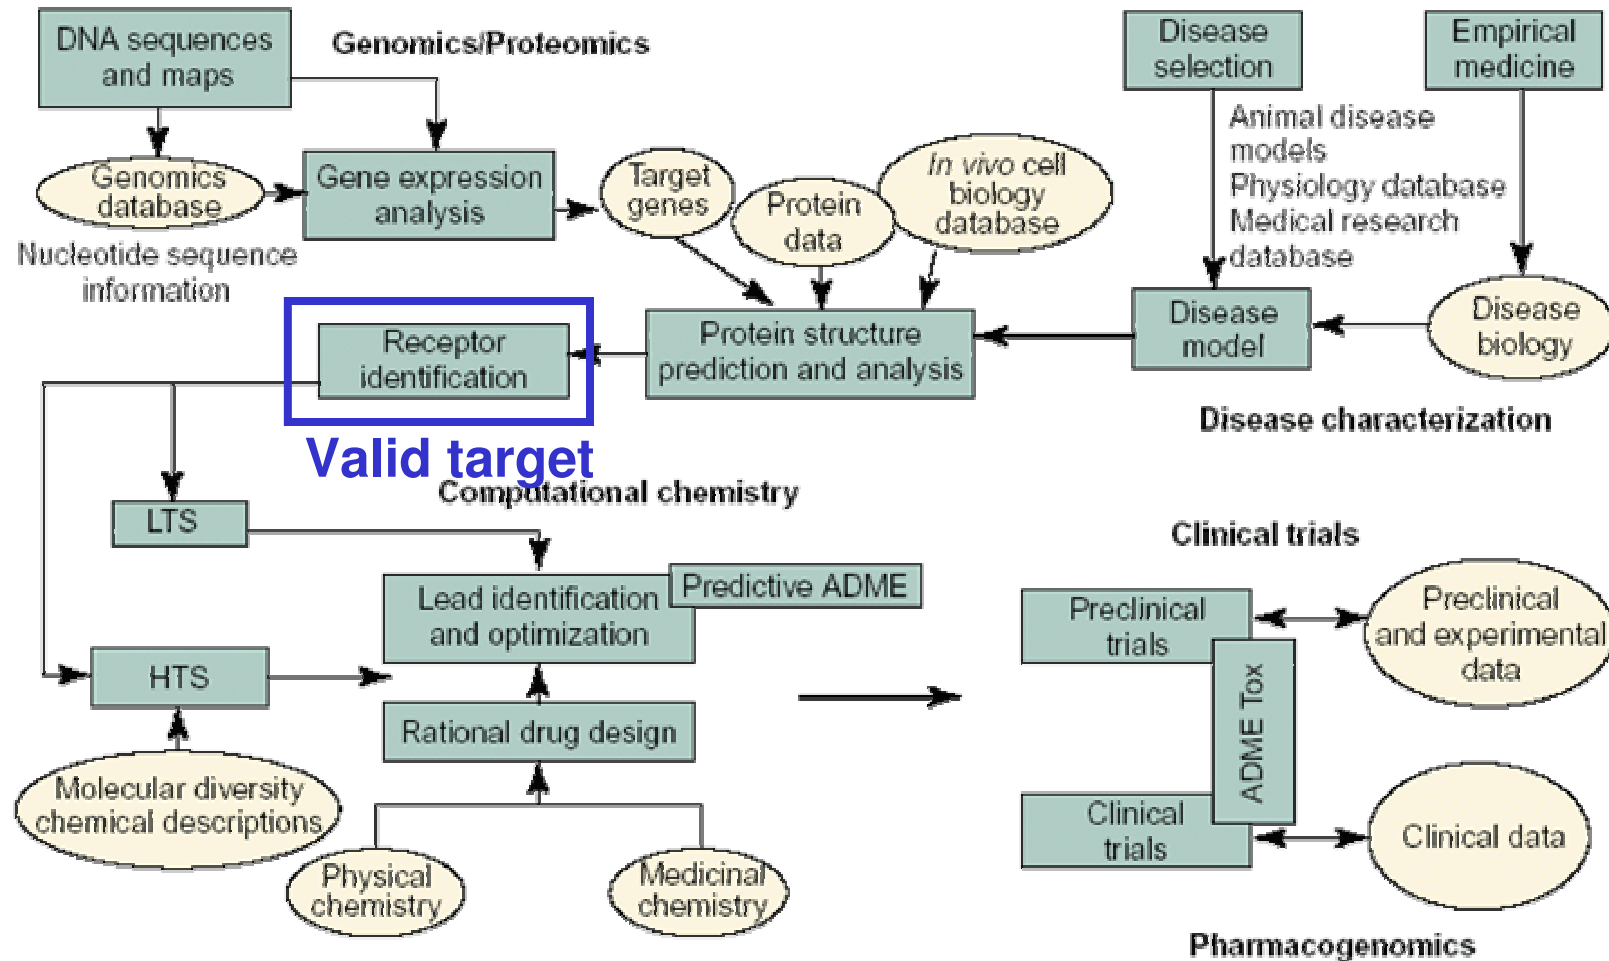 DNA sequences
and maps
Genomics/Proteomics
Disease
selection
Empirical
medicine
Animal disease
models
Physiology database
Medical research
database
Genomics
database
Nucleotide sequence
information
Gene expression
analysis
Target
genes
Protein
data
In vivo cell
biology
database
Receptor
identification
Protein structure
prediction and analysis
Disease
model
Disease
biology
Disease characterization
Valid target
Computational chemistry
LTS
Lead identification
and optimization
Predictive ADME
HTS
Rational drug design
Molecular diversity
chemical descriptions
Physical
chemistry
Medicinal
chemistry
Clinical trials
Preclinical
trials
Preclinical
and experimental
data
ADME Tox
Clinical
trials
Clinical data
Pharmacogenomics